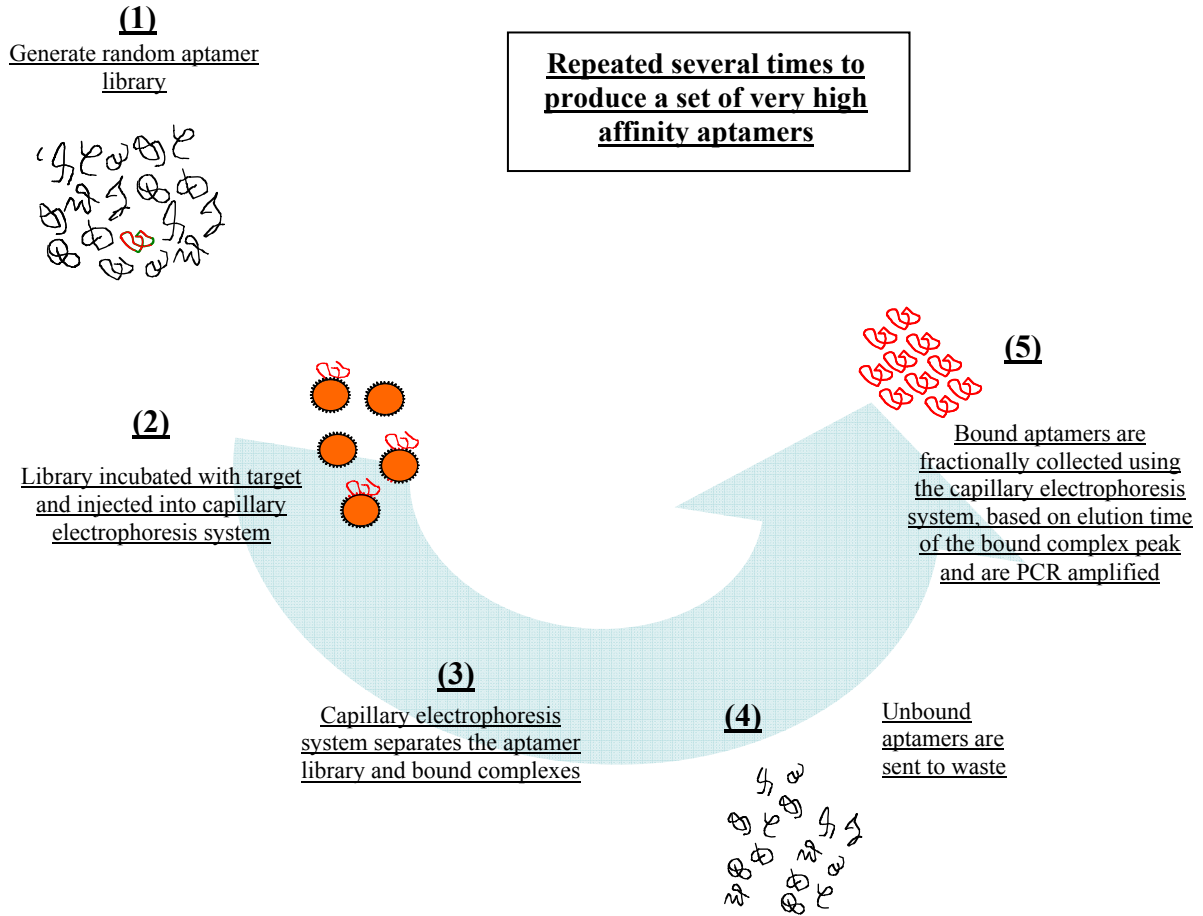 (1)
Generate random aptamer
library
Repeated several times to
produce a set of very high
affinity aptamers
(2)
Library incubated with target
and injected into capillary
electrophoresis system
(3)
Capillary electrophoresis
system separates the aptamer
library and bound complexes
(4)
Unbound
aptamers are
sent to waste
(5)
Bound aptamers are
fractionally collected using
the capillary electrophoresis
system, based on elution time
of the bound complex peak
and are PCR amplified